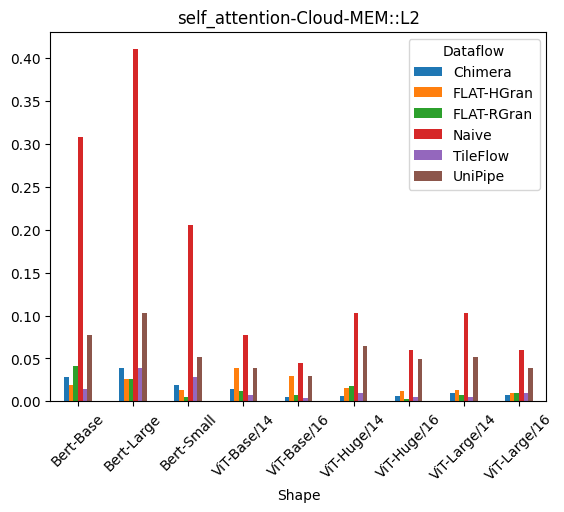 self_attention-Cloud-MEM::L2
0.40
0.35
0.30
0.25
0.20
0.15
0.10
0.05
0.00
Dataflow
Chimera
FLAT-HGran
FLAT-RGran
Naive
TileFlow
UniPipe
Bert-Base
Bert-Large
Bert-Small
ViT-Base/14
ViT-Base/16
ViT-Huge/14
ViT-Huge/16
ViT-Large/14
ViT-Large/16
Shape